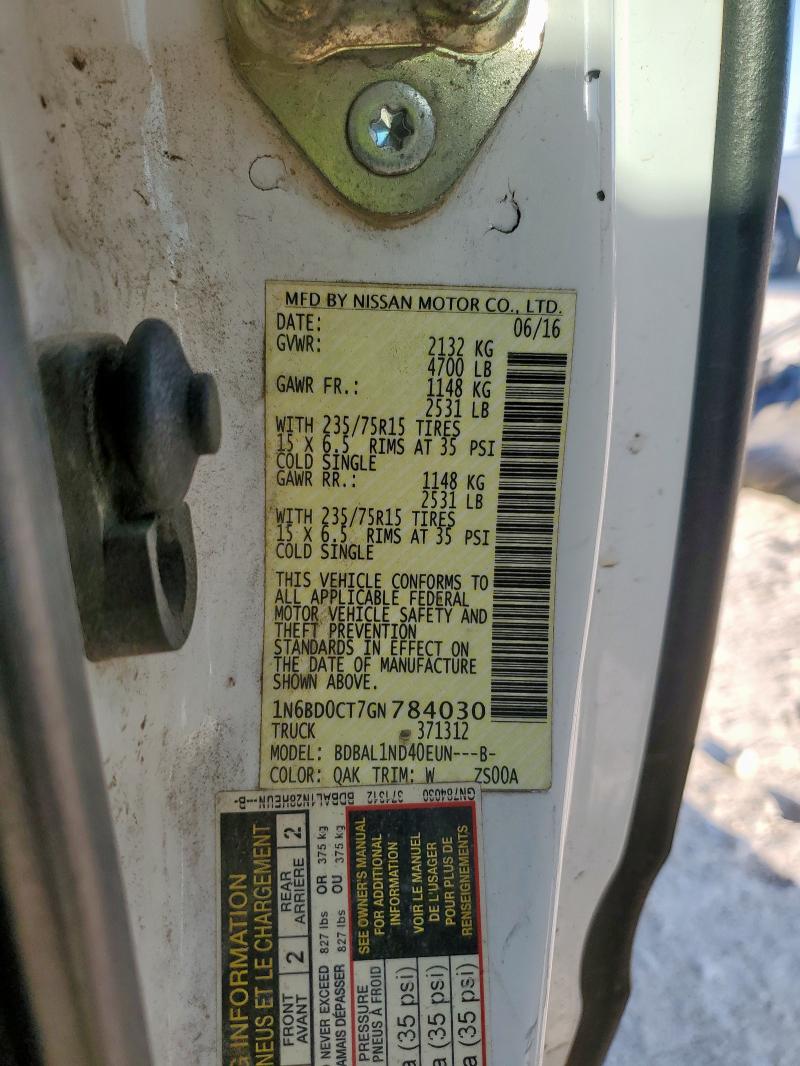 MFD BY NISSAN MOTOR CO., LTD.
DATE: 06/16
GVWR: 2132 KG
4700 LB
GAWR FR.: 1148 KG
2531 LB
WITH 235/75R15 TIRES
15 X 6.5 RIMS AT 35 PSI
COLD SINGLE
GAWR RR.: 1148 KG
2531 LB
WITH 235/75R15 TIRES
15 X 6.5 RIMS AT 35 PSI
COLD SINGLE
THIS VEHICLE CONFORMS TO
ALL APPLICABLE FEDERAL
MOTOR VEHICLE SAFETY AND
THEFT PREVENTION
STANDARDS IN EFFECT ON
THE DATE OF MANUFACTURE
SHOWN ABOVE.
1N6BD0CT7GN784030
TRUCK 371312
MODEL: BDBAL1ND40EUN---B-
COLOR: QAK TRIM: W ZS00A
GN784030 371312 BDBAL1N28HEUN---B-
INFORMATION
NEUS ET LE CHARGEMENT
FRONT 2 REAR 2
AVANT ARRIÈRE
NEVER EXCEED 827 lbs OR 375 kg
AMAIS DÉPASSER 827 lbs OU 375 kg
PRESSURE
PNEUS À FROID
SEE OWNER'S MANUAL
FOR ADDITIONAL
INFORMATION
VOIR LE MANUEL
DE L'USAGER
POUR PLUS DE
RENSEIGNEMENTS
a (35 psi)
a (35 psi)
a (35 psi)